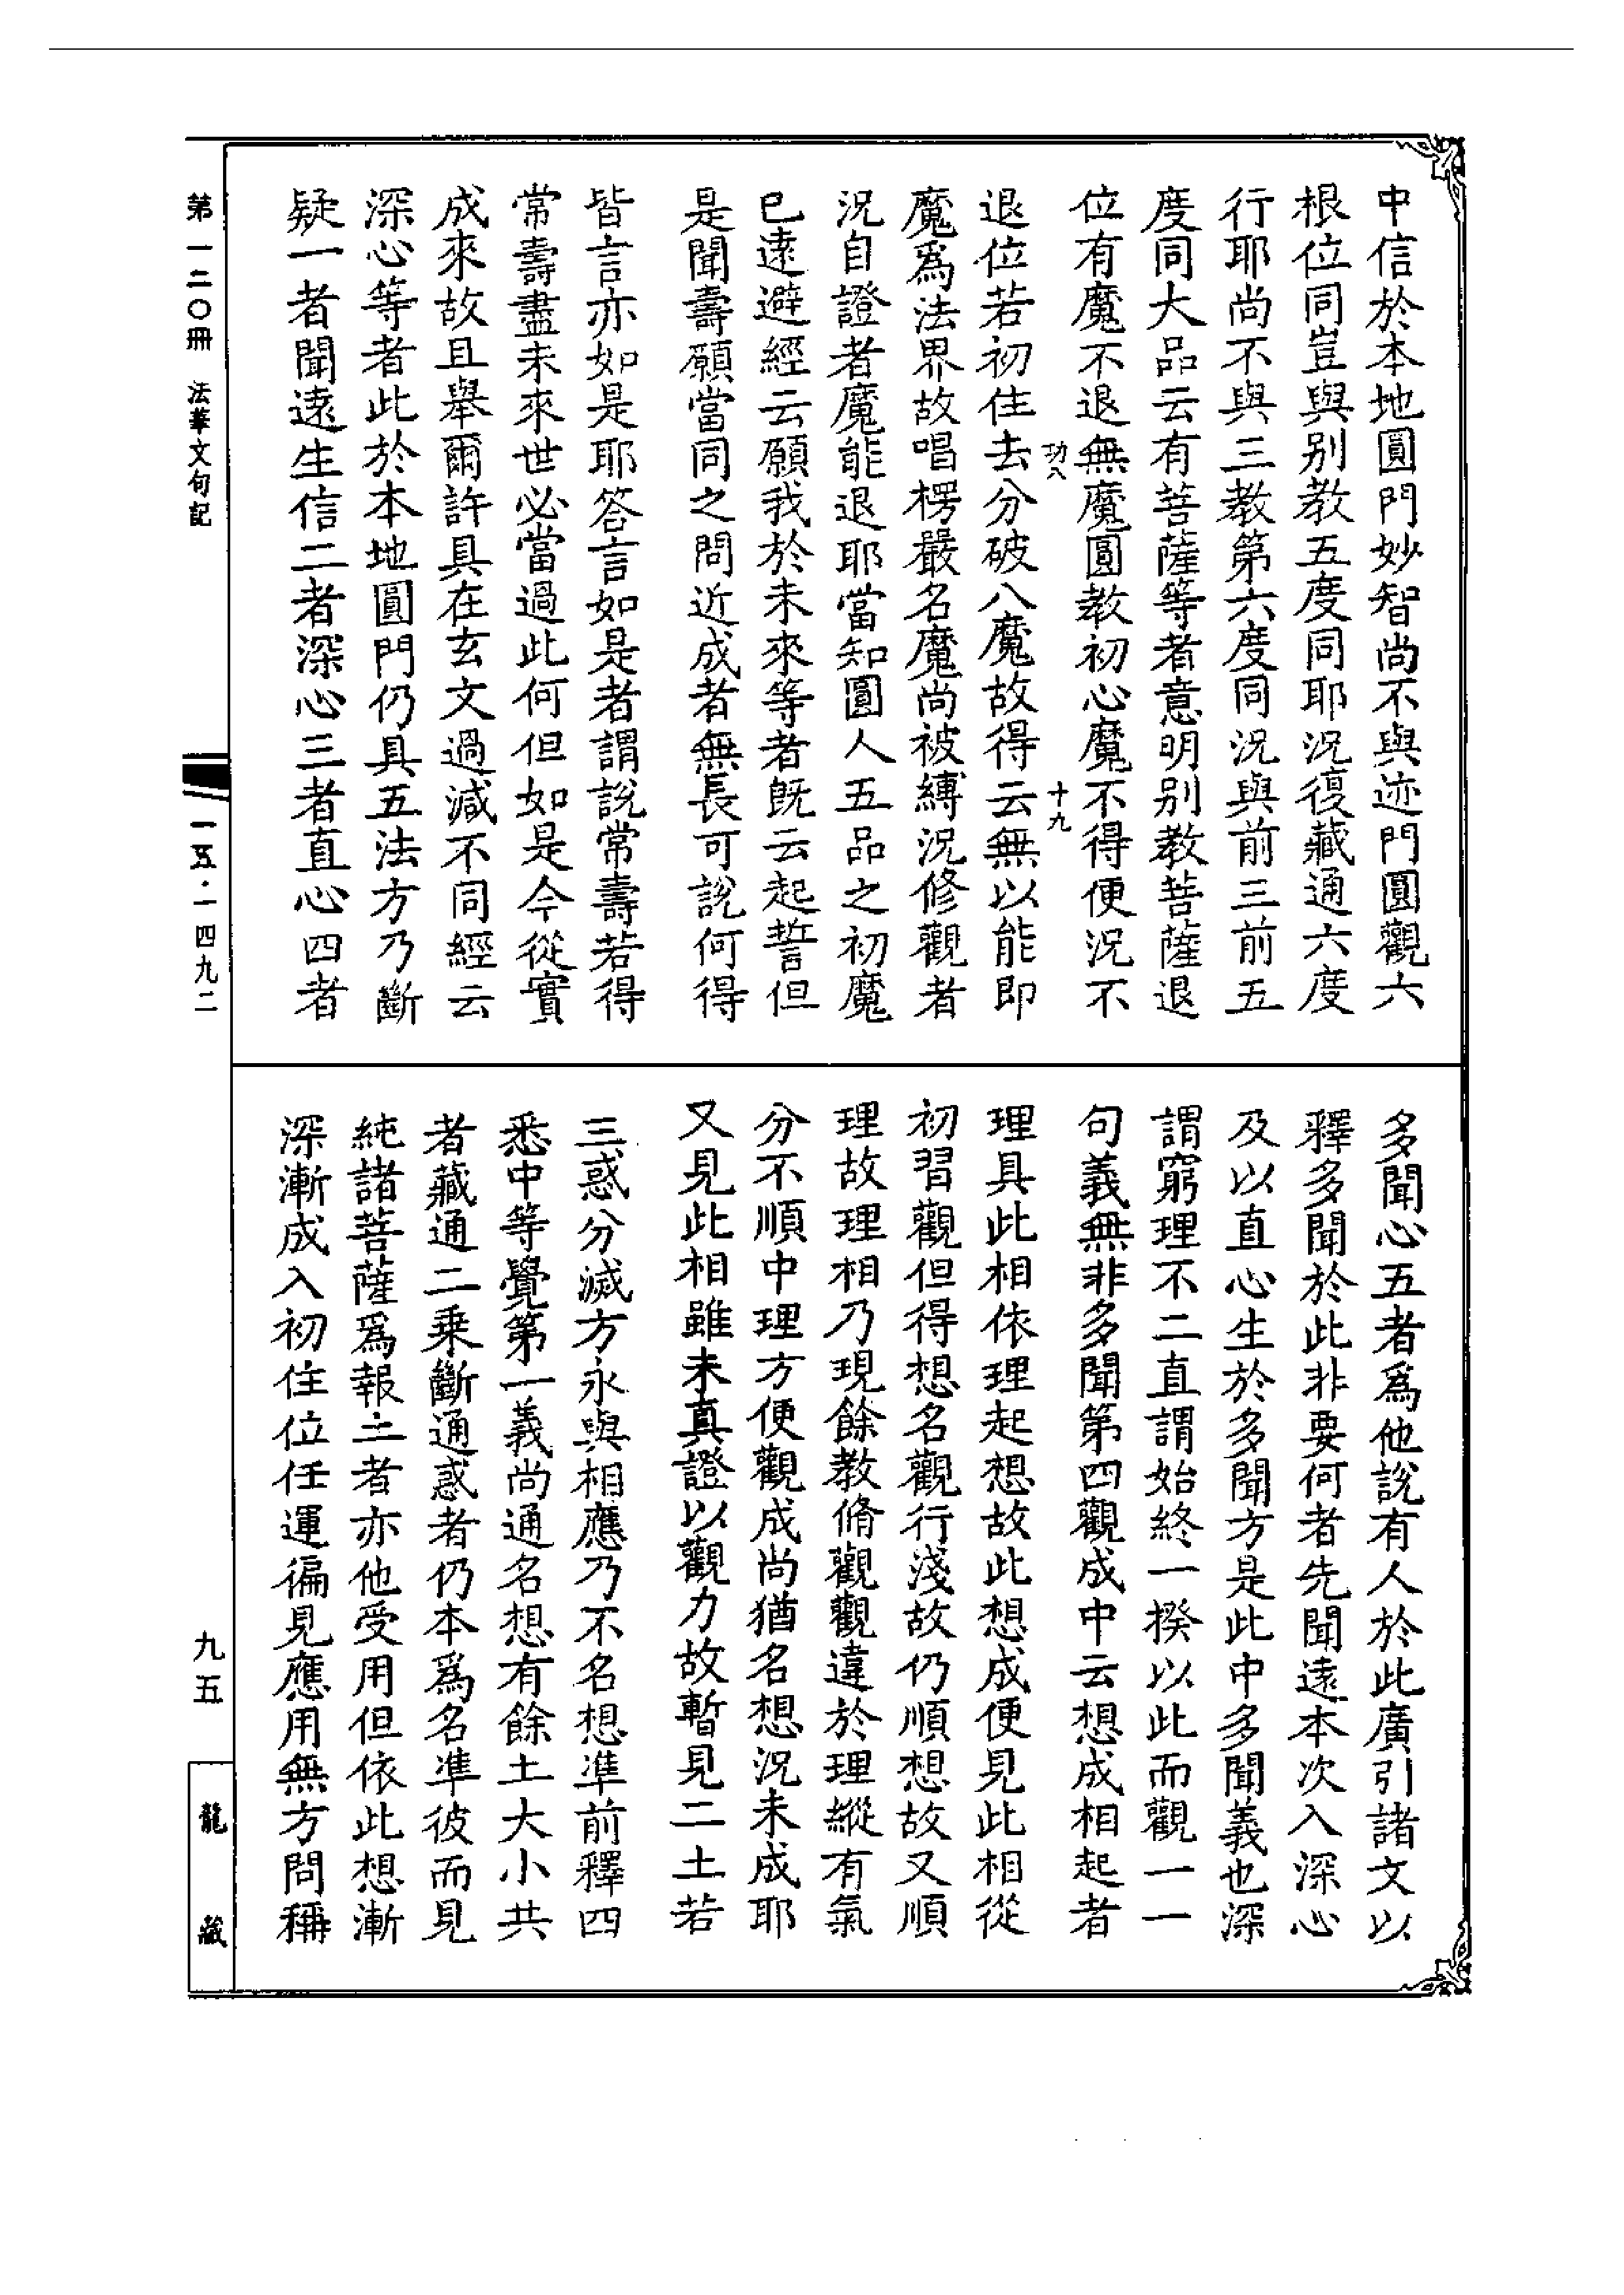 中信於本地圓門妙智尚不與迹門圓觀六
根位同豈與別教五度同耶況復藏通六度
行耶尚不與三教第六度同況與前三前五
度同大品云有菩薩等者意明別教菩薩退
位有魔不退無魔圓教初心魔不得便況不
功八 十九
退位若初住去分破八魔故得云無以能即
魔爲法界故唱楞嚴名魔尚被縛況修觀者
況自證者魔能退耶當知圓人五品之初魔
已遠避經云願我於未來等者既云起誓但
是聞壽願當同之問近成者無長可說何得
皆言亦如是耶答言如是者謂說常壽若得
常壽盡未來世必當過此何但如是今從實
成來故且舉爾許具在玄文過減不同經云
深心等者此於本地圓門仍具五法方乃斷
疑一者聞遠生信二者深心三者直心四者
多聞心五者爲他說有人於此廣引諸文以
釋多聞於此非要何者先聞遠本次入深心
及以直心生於多聞方是此中多聞義也深
謂窮理不二直謂始終一揆以此而觀一一
句義無非多聞第四觀成中云想成相起者
理具此相依理起想故此想成便見此相從
初習觀但得想名觀行淺故仍順想故又順
理故理相乃現餘教脩觀觀違於理縱有氣
分不順中理方便觀成尚猶名想況未成耶
又見此相雖未真證以觀力故暫見二土若
三惑分滅方永與相應乃不名想準前釋四
悉中等覺第一義尚通名想有餘土大小共
者藏通二乘斷通惑者仍本爲名準彼而見
純諸菩薩爲報土者亦他受用但依此想漸
深漸成入初住位任運徧見應用無方問稱
第一二〇冊 法華文句記
一五·一四九二
九五
龍藏